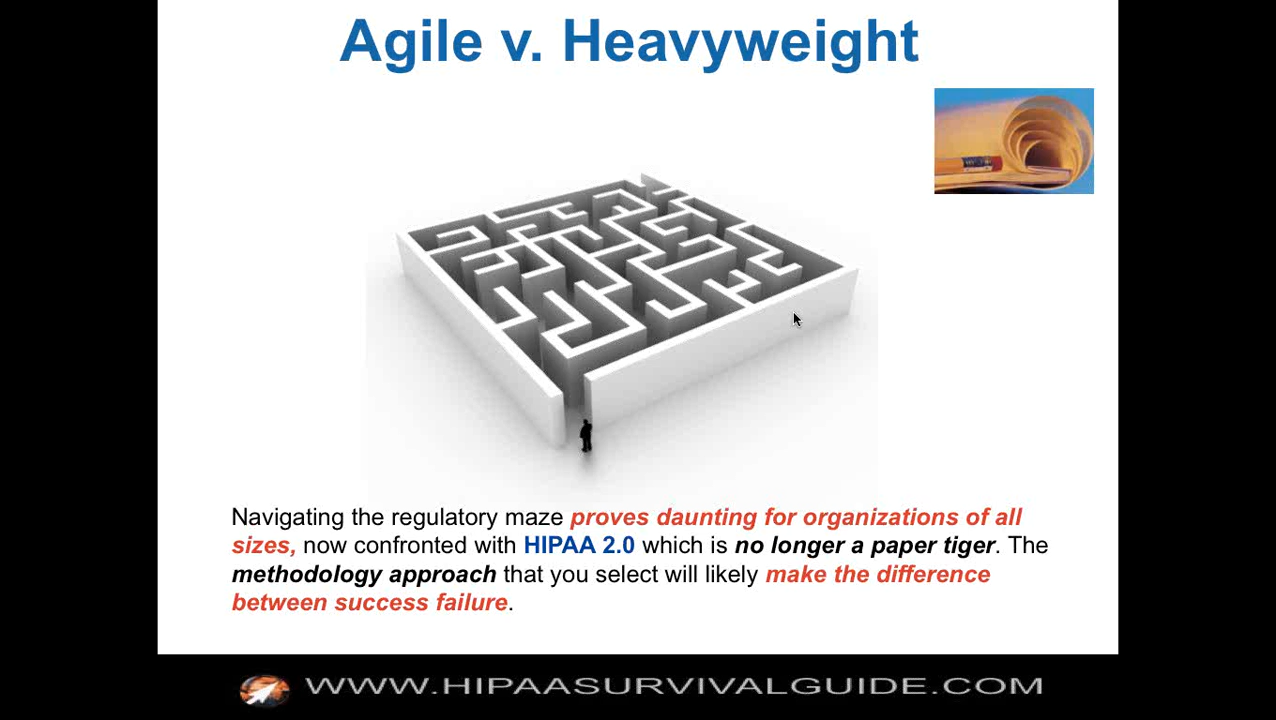 Agile v. Heavyweight
Navigating the regulatory maze proves daunting for organizations of all
sizes, now confronted with HIPAA 2.0 which is no longer a paper tiger. The
methodology approach that you select will likely make the difference
between success failure.
WWW.HIPAASURVIVALGUIDE.COM